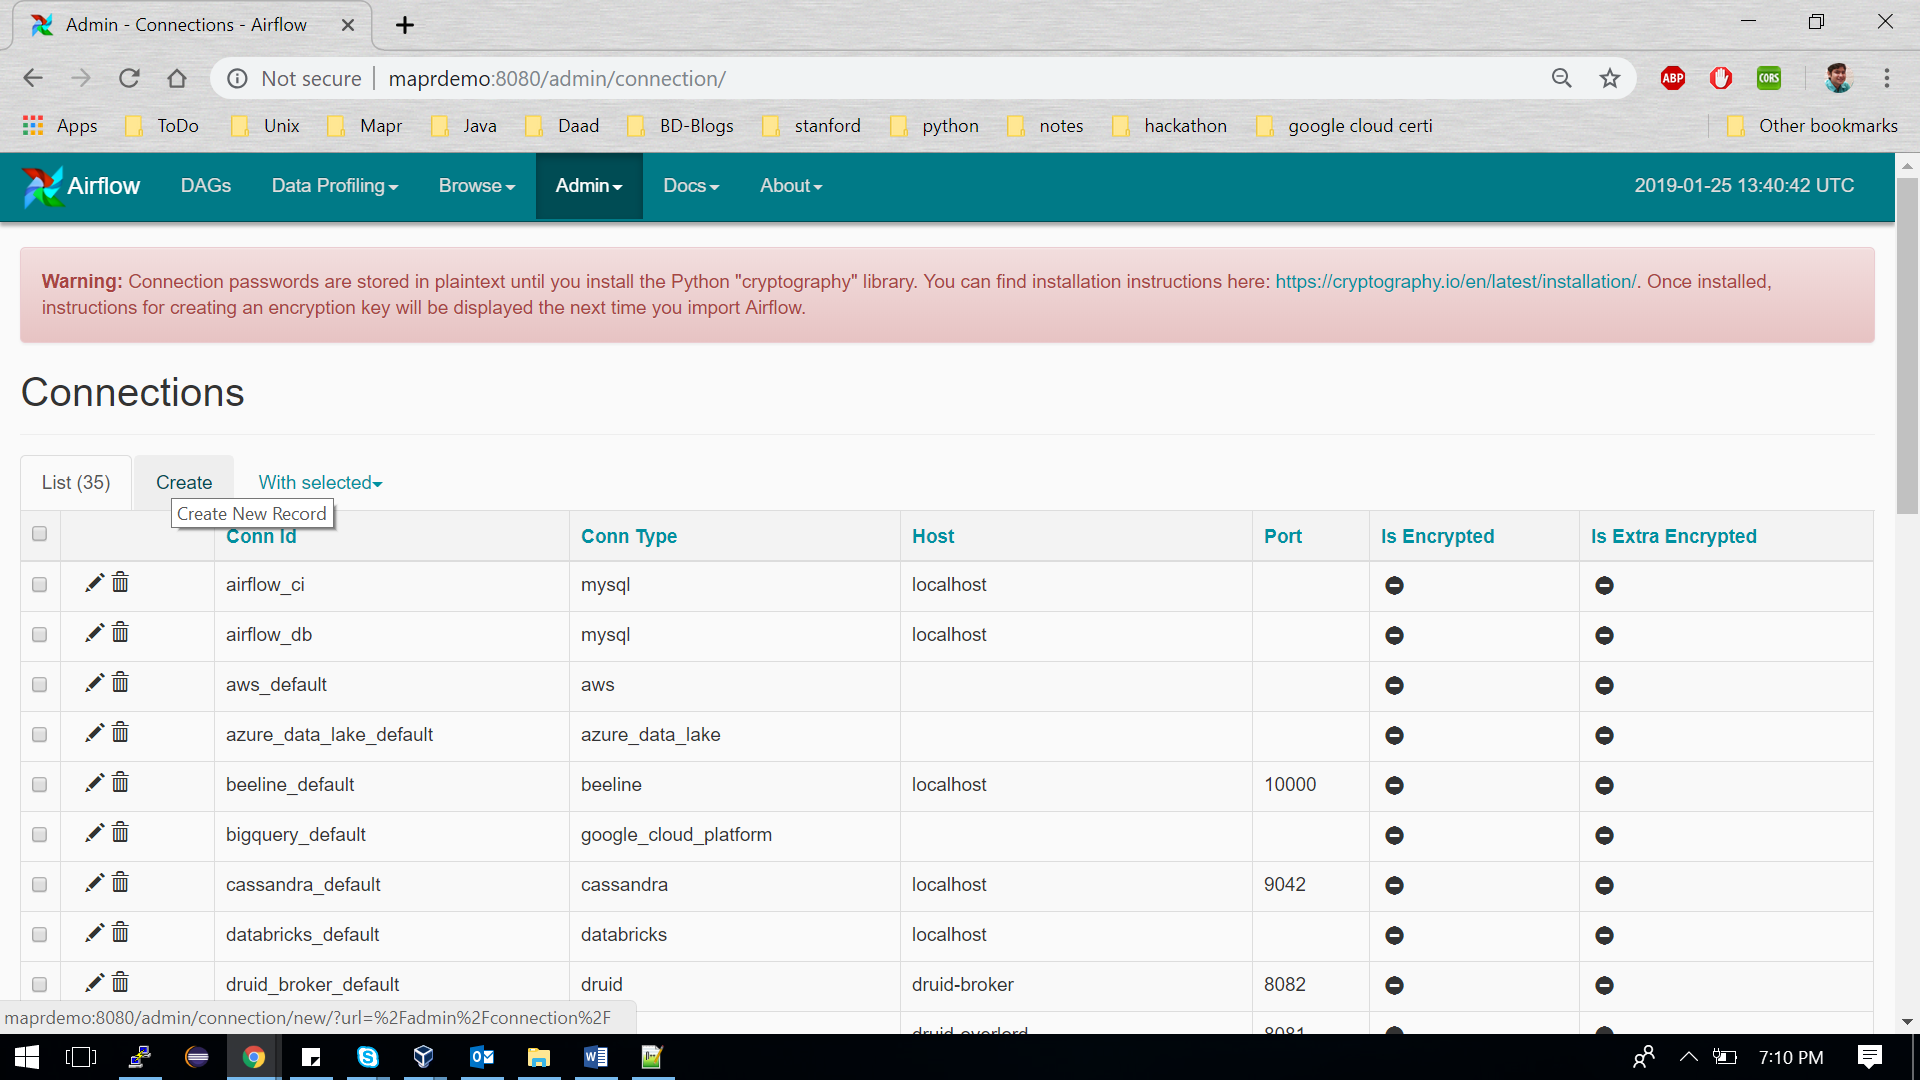 Admin - Connections - Airflow
Not secure | maprdemo:8080/admin/connection/
ABP
CORS
Apps ToDo Unix Mapr Java Daad BD-Blogs stanford python notes hackathon google cloud certi Other bookmarks
Airflow DAGs Data Profiling Browse Admin Docs About 2019-01-25 13:40:42 UTC
Warning: Connection passwords are stored in plaintext until you install the Python "cryptography" library. You can find installation instructions here: https://cryptography.io/en/latest/installation/. Once installed,
instructions for creating an encryption key will be displayed the next time you import Airflow.
Connections
List (35) Create With selected
Create New Record
Conn Id Conn Type Host Port Is Encrypted Is Extra Encrypted
airflow_ci mysql localhost
airflow_db mysql localhost
aws_default aws
azure_data_lake_default azure_data_lake
beeline_default beeline localhost 10000
bigquery_default google_cloud_platform
cassandra_default cassandra localhost 9042
databricks_default databricks localhost
druid_broker_default druid druid-broker 8082
druid-overlord 8081
maprdemo:8080/admin/connection/new/?url=%2Fadmin%2Fconnection%2F
7:10 PM